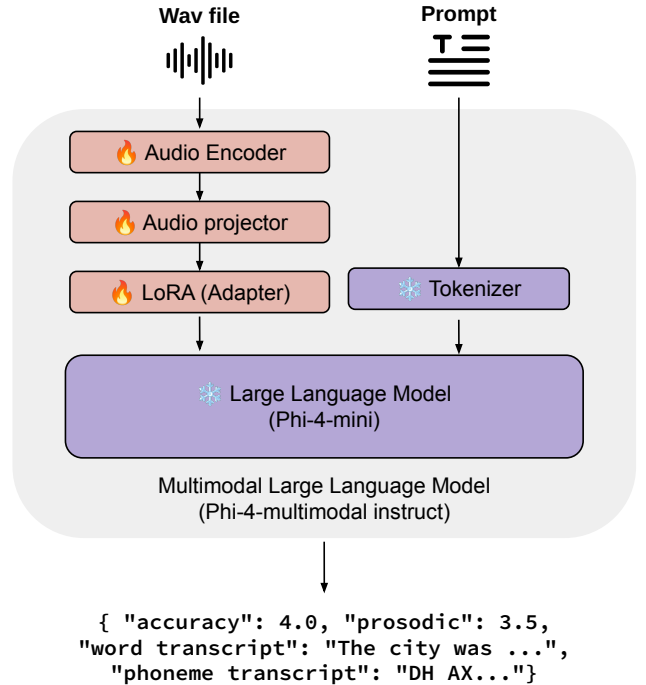 Wav file
Prompt
T
Audio Encoder
Audio projector
LoRA (Adapter)
Tokenizer
Large Language Model
(Phi-4-mini)
Multimodal Large Language Model
(Phi-4-multimodal instruct)
{ "accuracy": 4.0, "prosodic": 3.5,
"word transcript": "The city was ...",
"phoneme transcript": "DH AX..."}